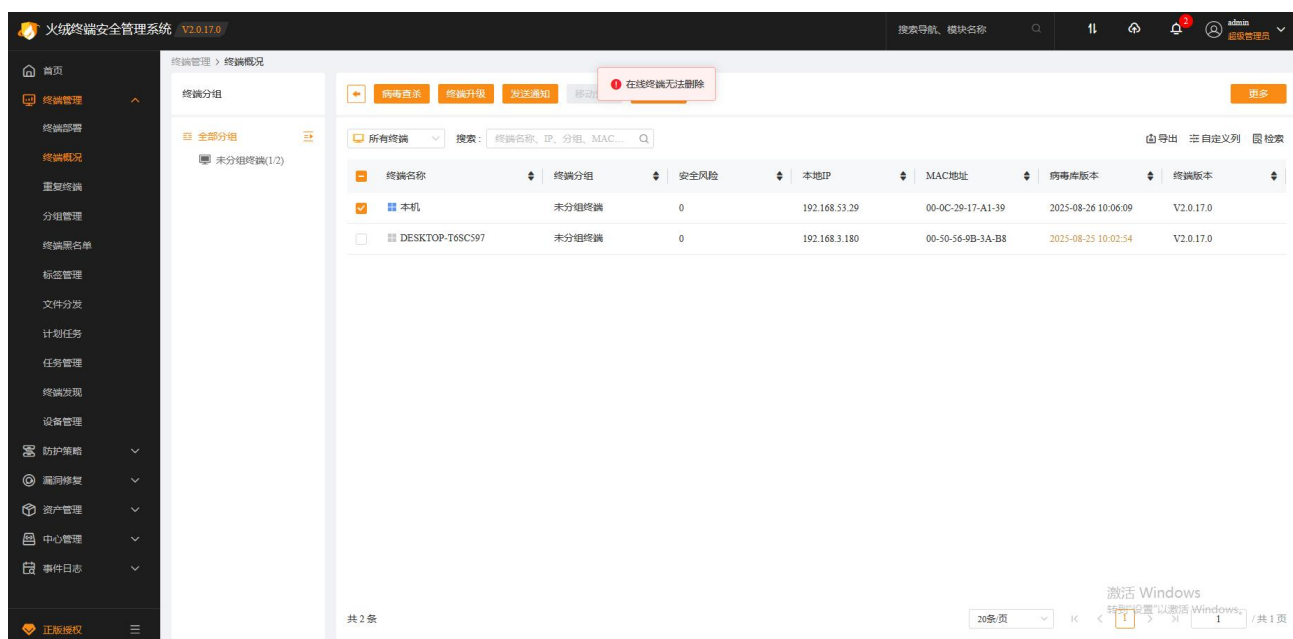 火绒终端安全管理系统 V2.0.17.0 搜索导航、模块名称 2 admin
超级管理员
首页
终端管理
终端部署
终端概况
重复终端
分组管理
终端黑名单
标签管理
文件分发
计划任务
任务管理
终端发现
设备管理
防护策略
漏洞修复
资产管理
中心管理
事件日志
正版授权
终端管理 > 终端概况
终端分组
全部分组
未分组终端(1/2)
病毒查杀 终端升级 发送通知 移动 更多
在线终端无法删除
所有终端 搜索: 终端名称、IP、分组、MAC... 导出 自定义列 检索
终端名称 终端分组 安全风险 本地IP MAC地址 病毒库版本 终端版本
本机 未分组终端 0 192.168.53.29 00-0C-29-17-A1-39 2025-08-26 10:06:09 V2.0.17.0
DESKTOP-T6SC597 未分组终端 0 192.168.3.180 00-50-56-9B-3A-B8 2025-08-25 10:02:54 V2.0.17.0
激活 Windows
转到"设置"以激活 Windows。
共 2 条 20条/页 1 1 / 共 1 页